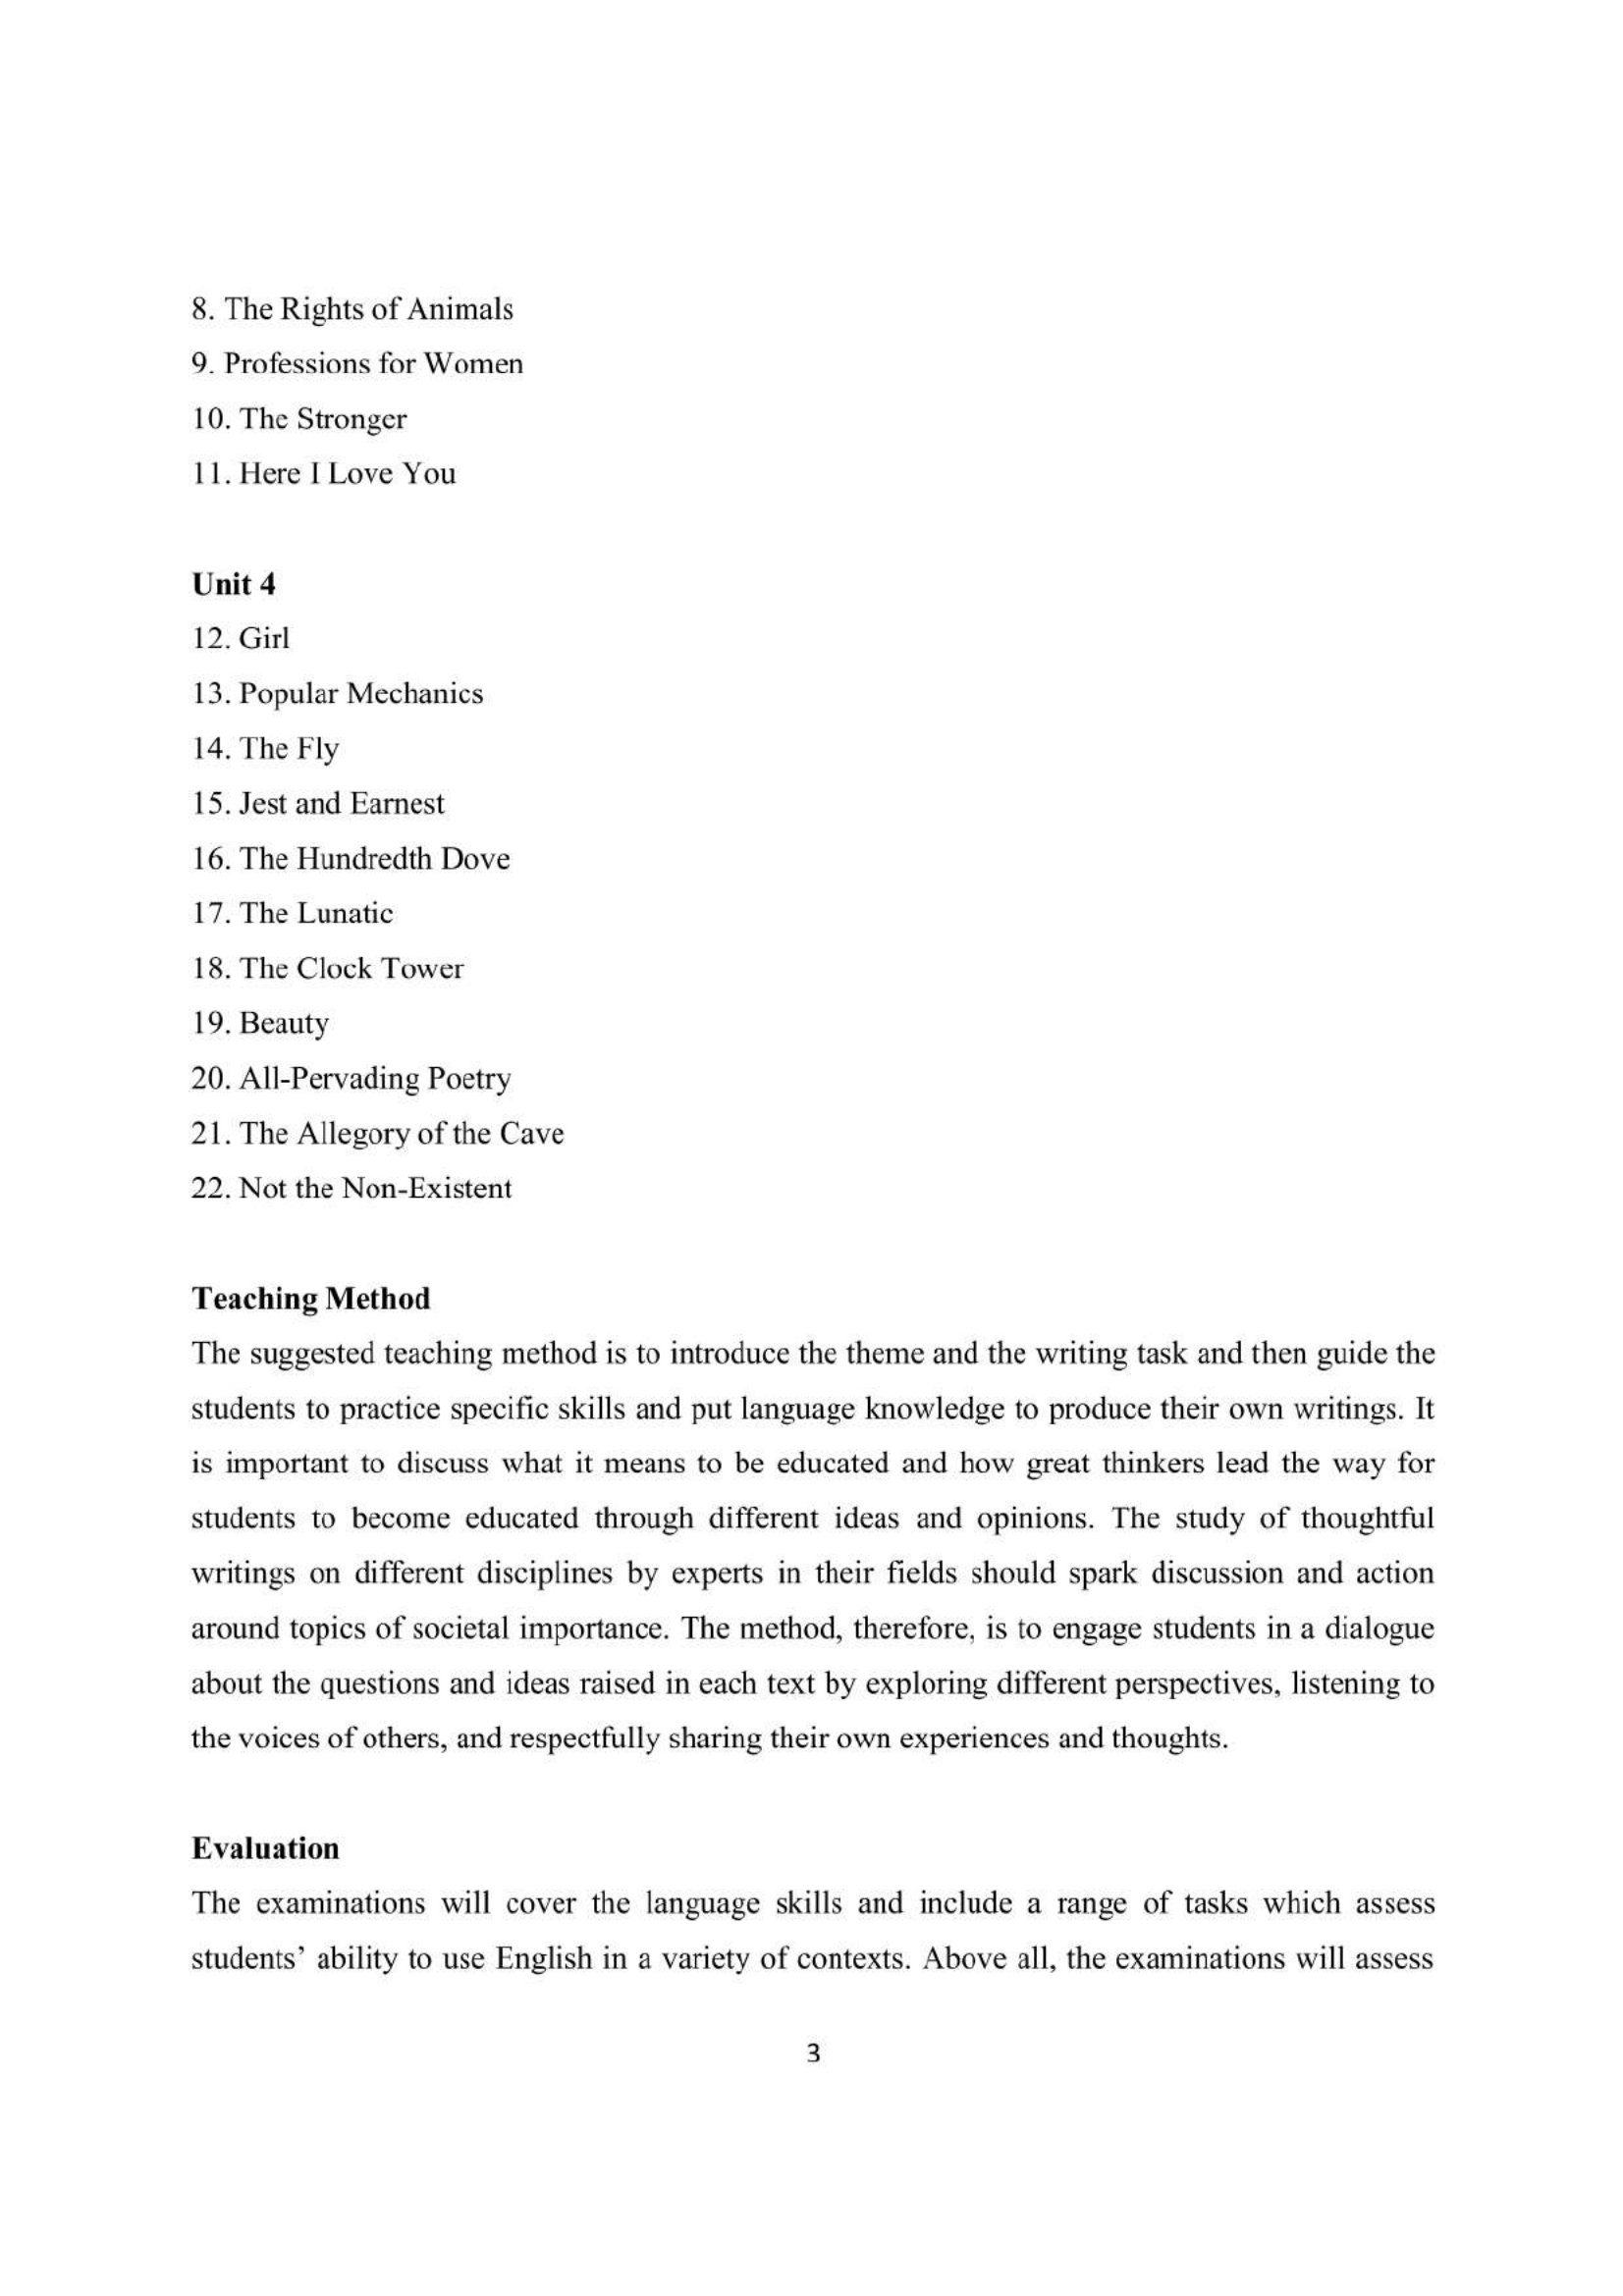 8. The Rights of Animals
9. Professions for Women
10. The Stronger
11. Here I Love You
Unit 4
12. Girl
13. Popular Mechanics
14. The Fly
15. Jest and Earnest
16. The Hundredth Dove
17. The Lunatic
18. The Clock Tower
19. Beauty
20. All-Pervading Poetry
21. The Allegory of the Cave
22. Not the Non-Existent
Teaching Method
The suggested teaching method is to introduce the theme and the writing task and then guide the
students to practice specific skills and put language knowledge to produce their own writings. It
is important to discuss what it means to be educated and how great thinkers lead the way for
students to become educated through different ideas and opinions. The study of thoughtful
writings on different disciplines by experts in their fields should spark discussion and action
around topics of societal importance. The method, therefore, is to engage students in a dialogue
about the questions and ideas raised in each text by exploring different perspectives, listening to
the voices of others, and respectfully sharing their own experiences and thoughts.
Evaluation
The examinations will cover the language skills and include a range of tasks which assess
students’ ability to use English in a variety of contexts. Above all, the examinations will assess
3